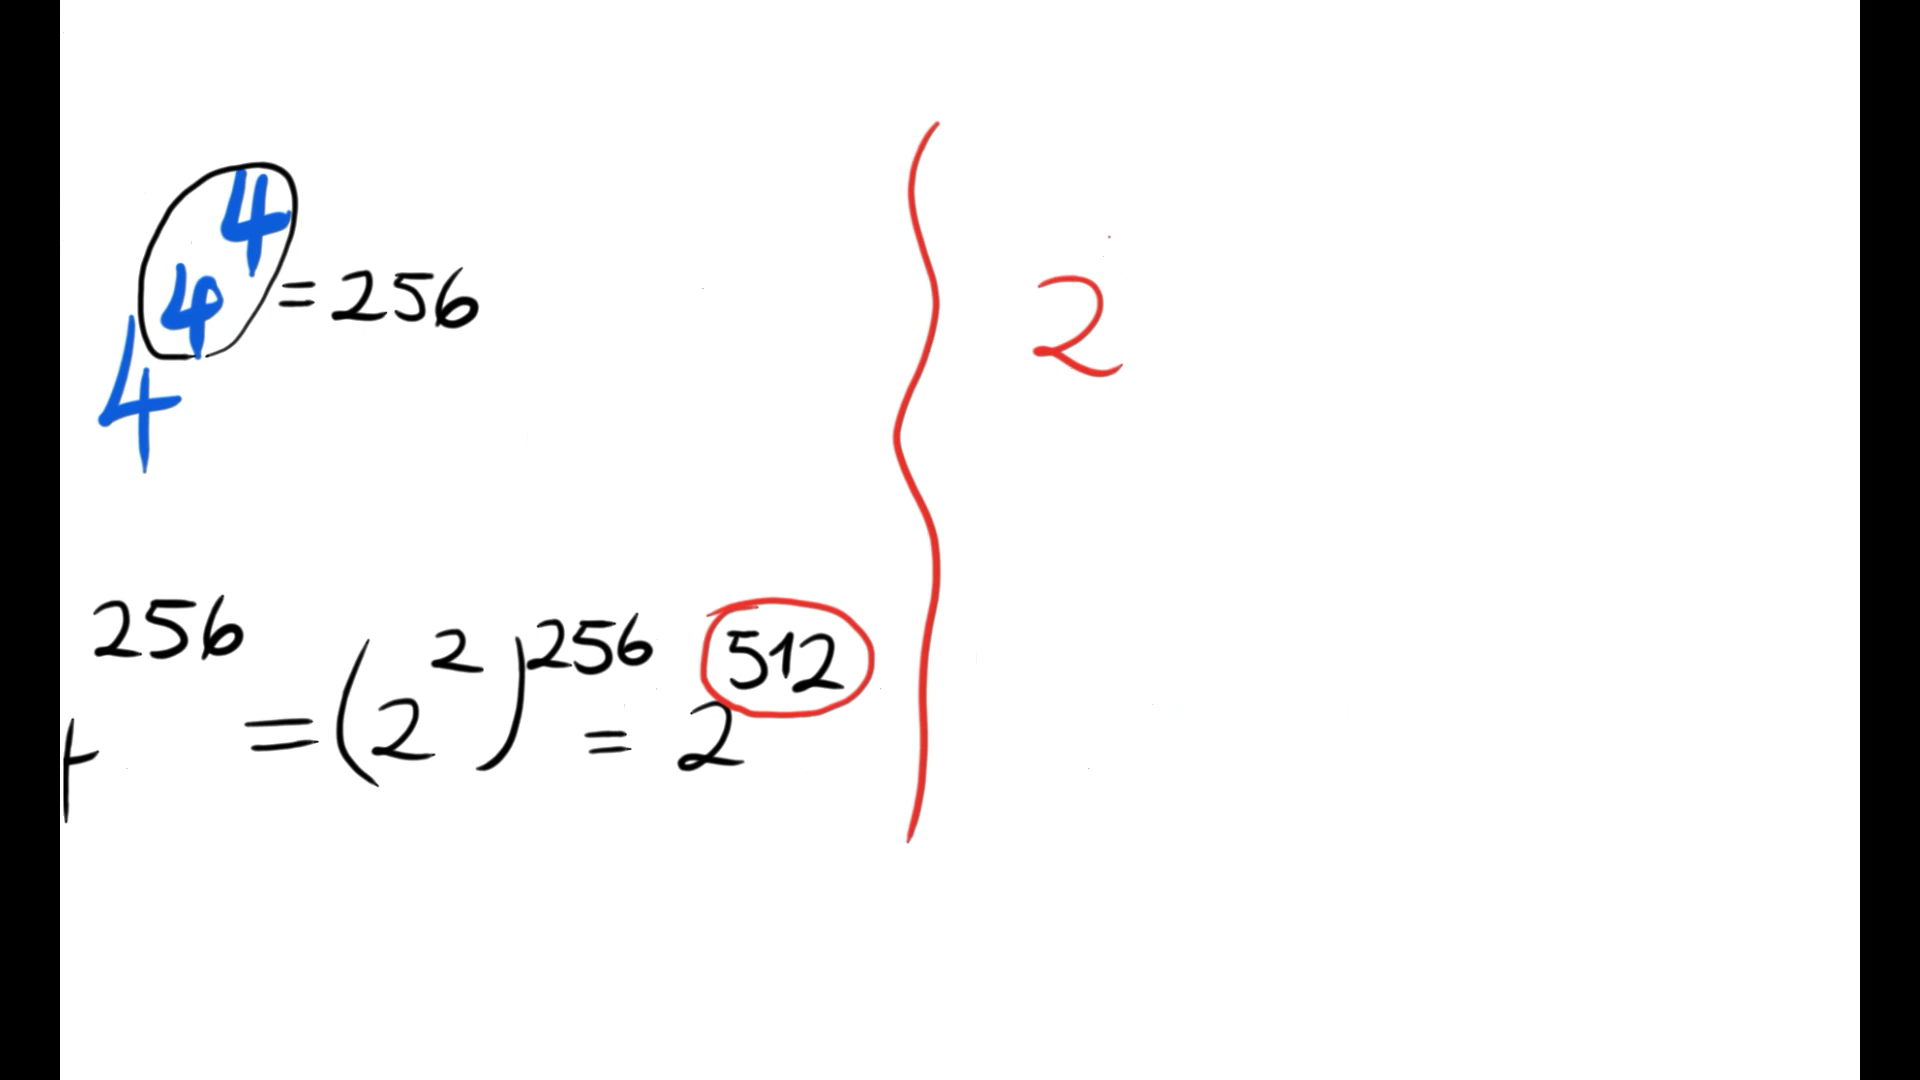 4^4^4 = 256
4^256 = (2^2)^256 = 2^512
2